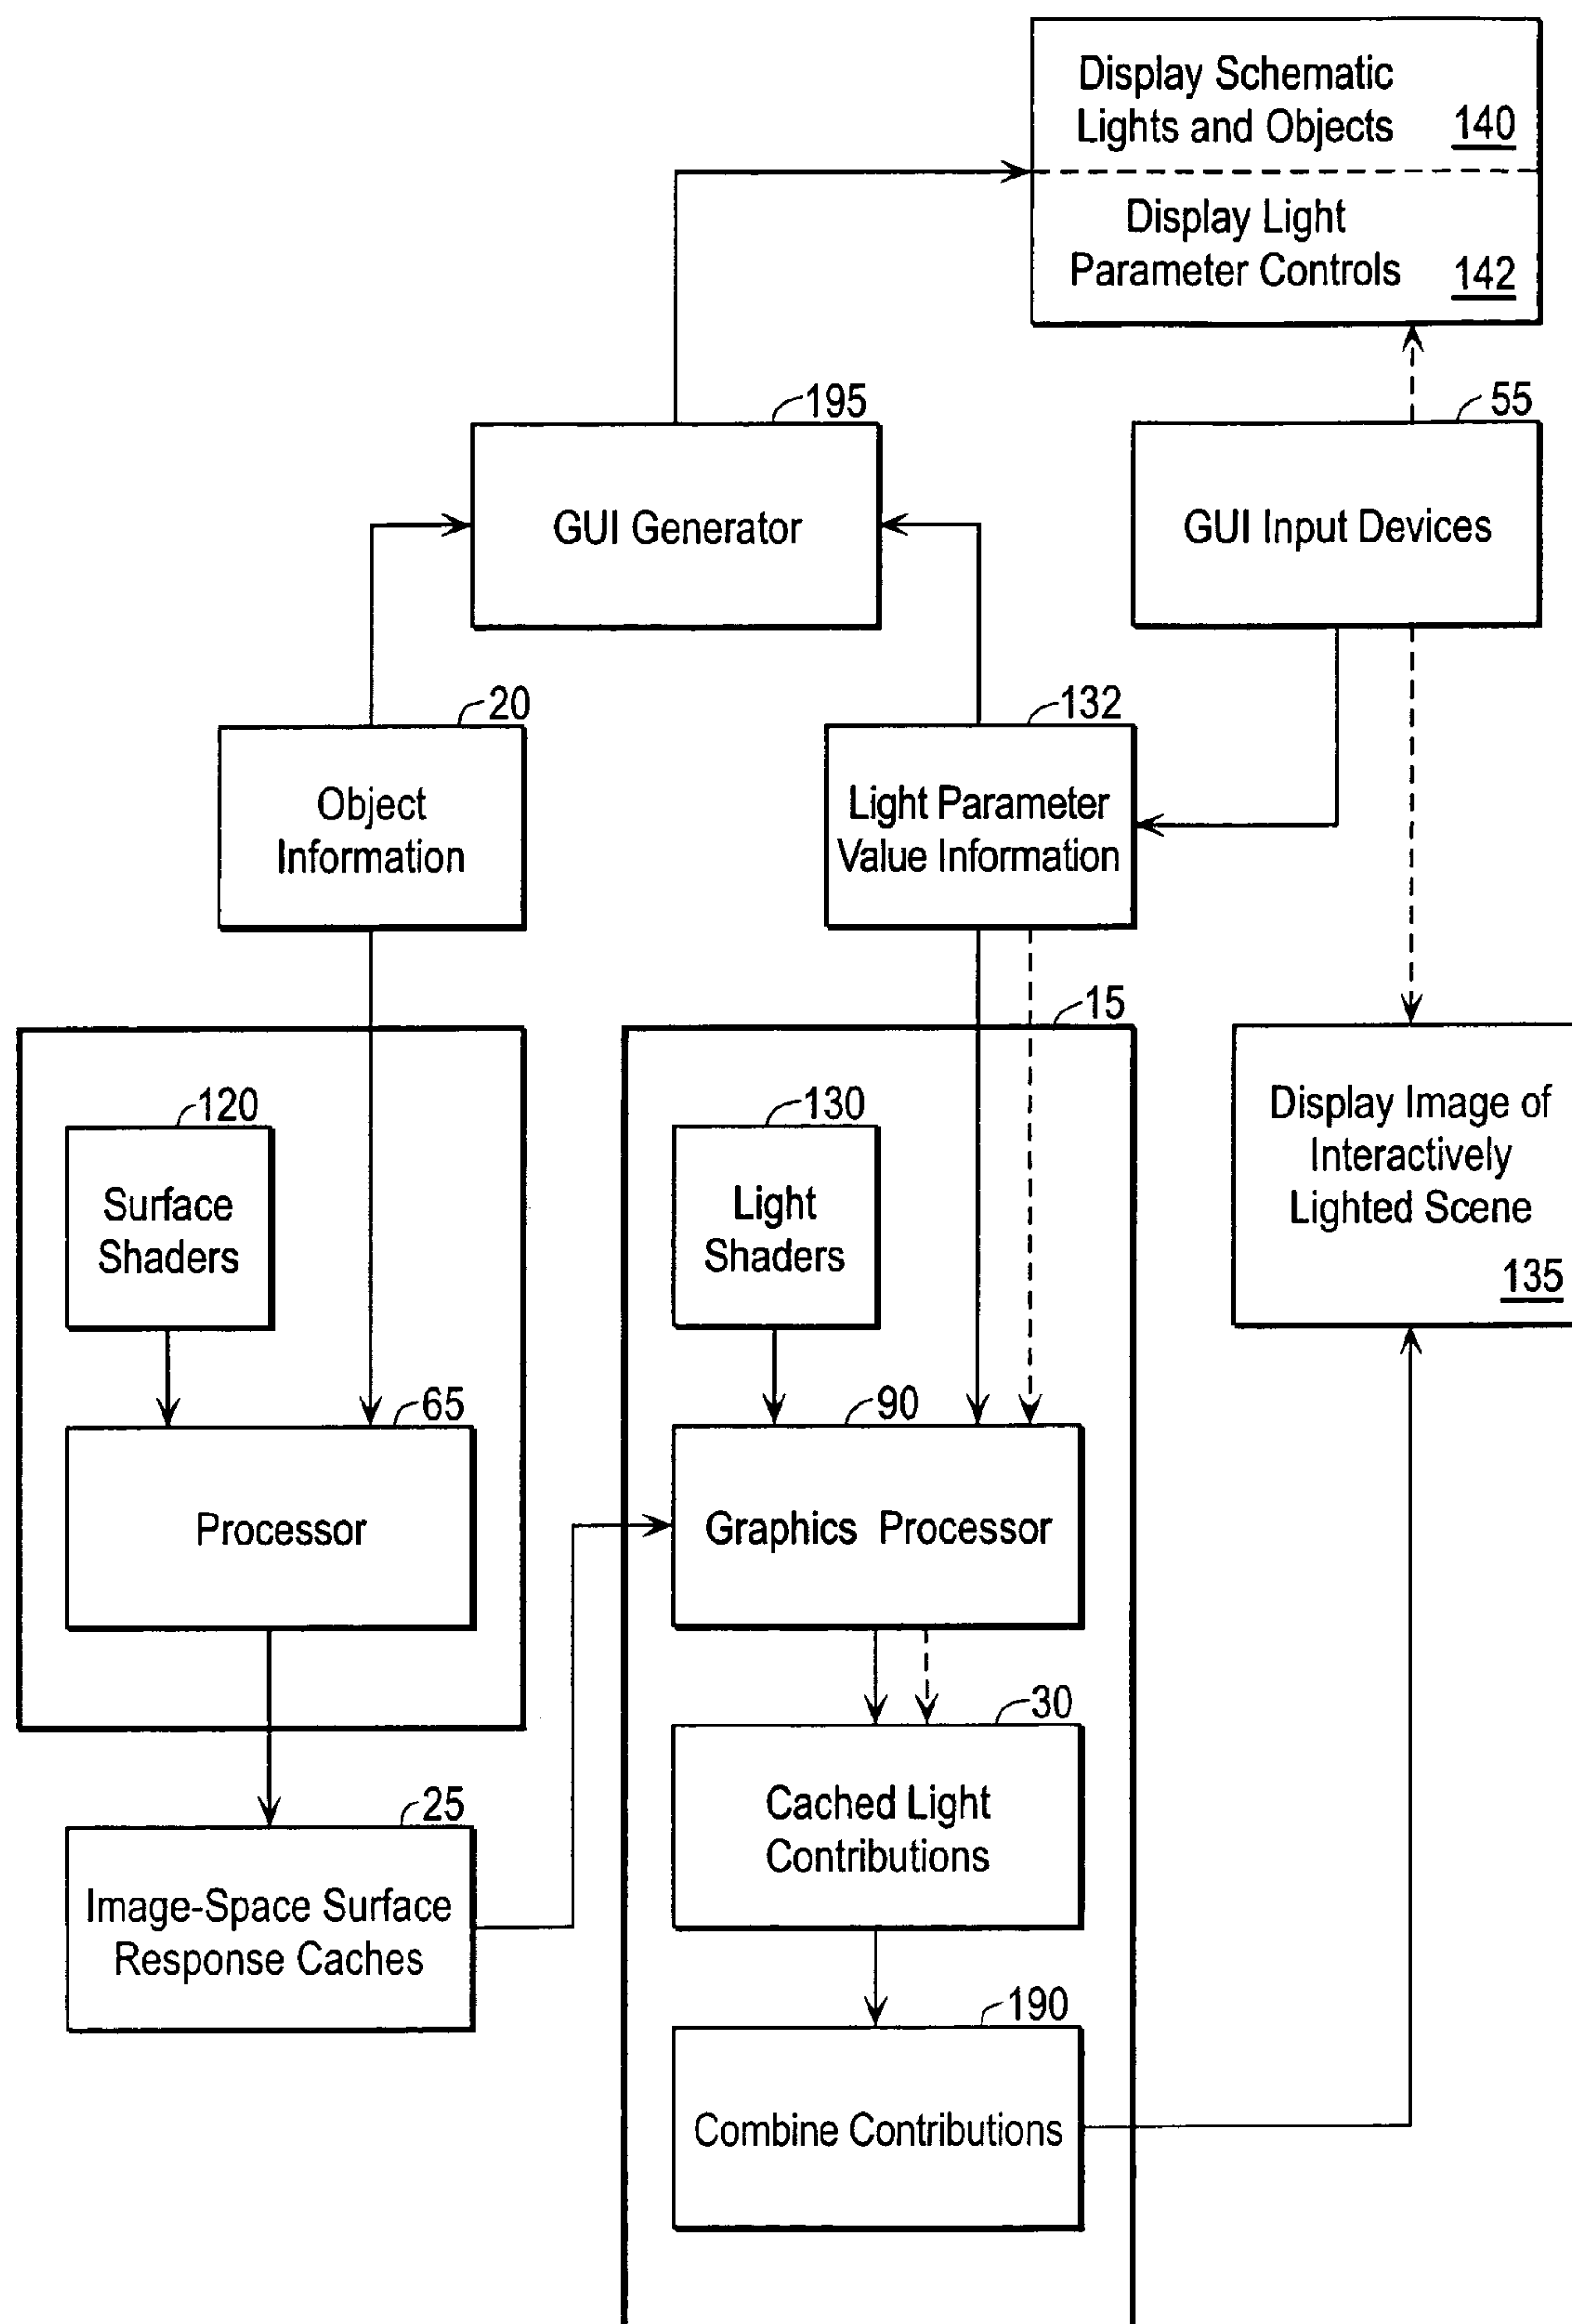 Display Schematic
Lights and Objects 140
Display Light
Parameter Controls 142
195
GUI Generator
55
GUI Input Devices
20
Object
Information
132
Light Parameter
Value Information
15
120
Surface
Shaders
130
Light
Shaders
Display Image of
Interactively
Lighted Scene
135
65
Processor
90
Graphics Processor
30
Cached Light
Contributions
25
Image-Space Surface
Response Caches
190
Combine Contributions